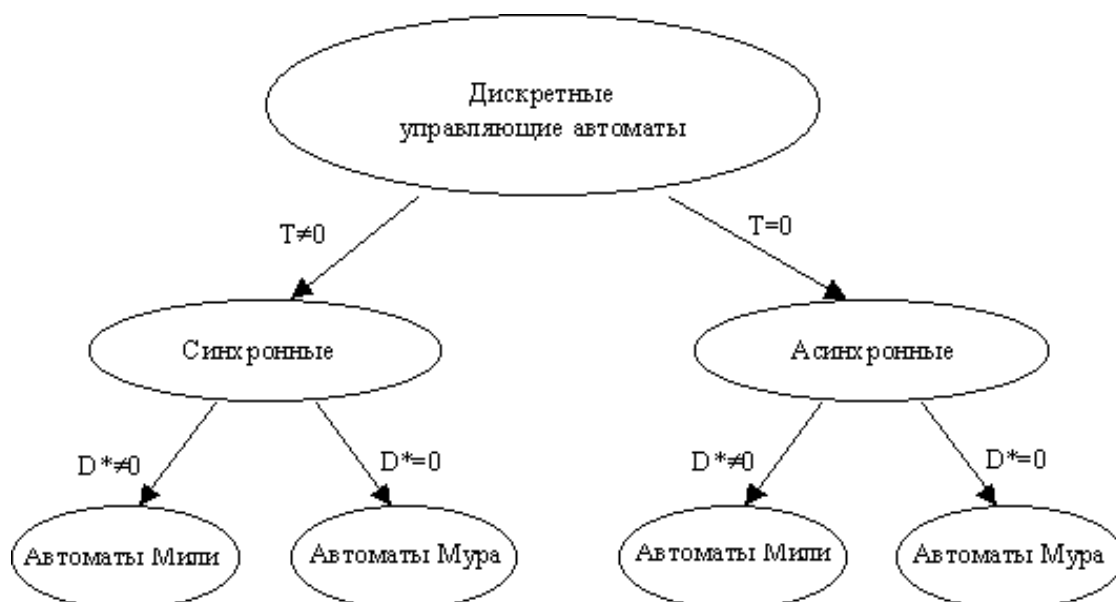 Дискретные
управляющие автоматы
T≠0
T=0
Синхронные
Асинхронные
D*≠0
D*=0
D*≠0
D*=0
Автоматы Мили
Автоматы Мура
Автоматы Мили
Автоматы Мура